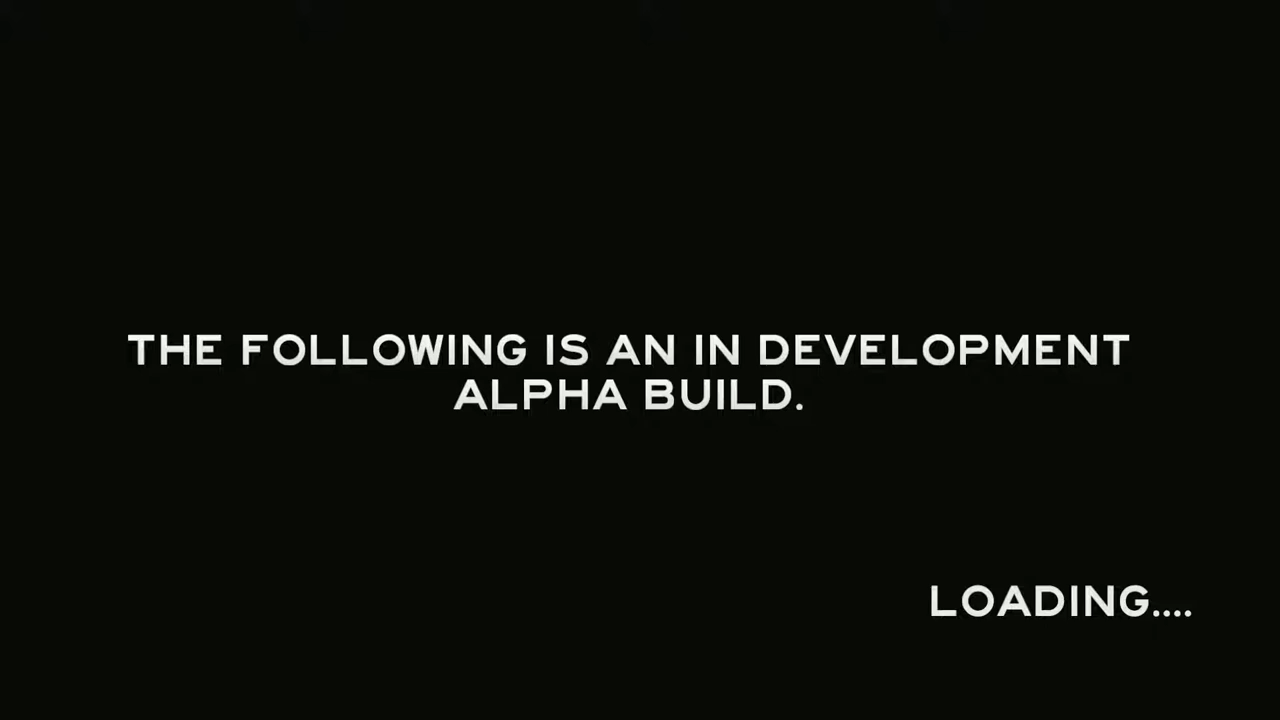 THE FOLLOWING IS AN IN DEVELOPMENT
ALPHA BUILD.
LOADING....